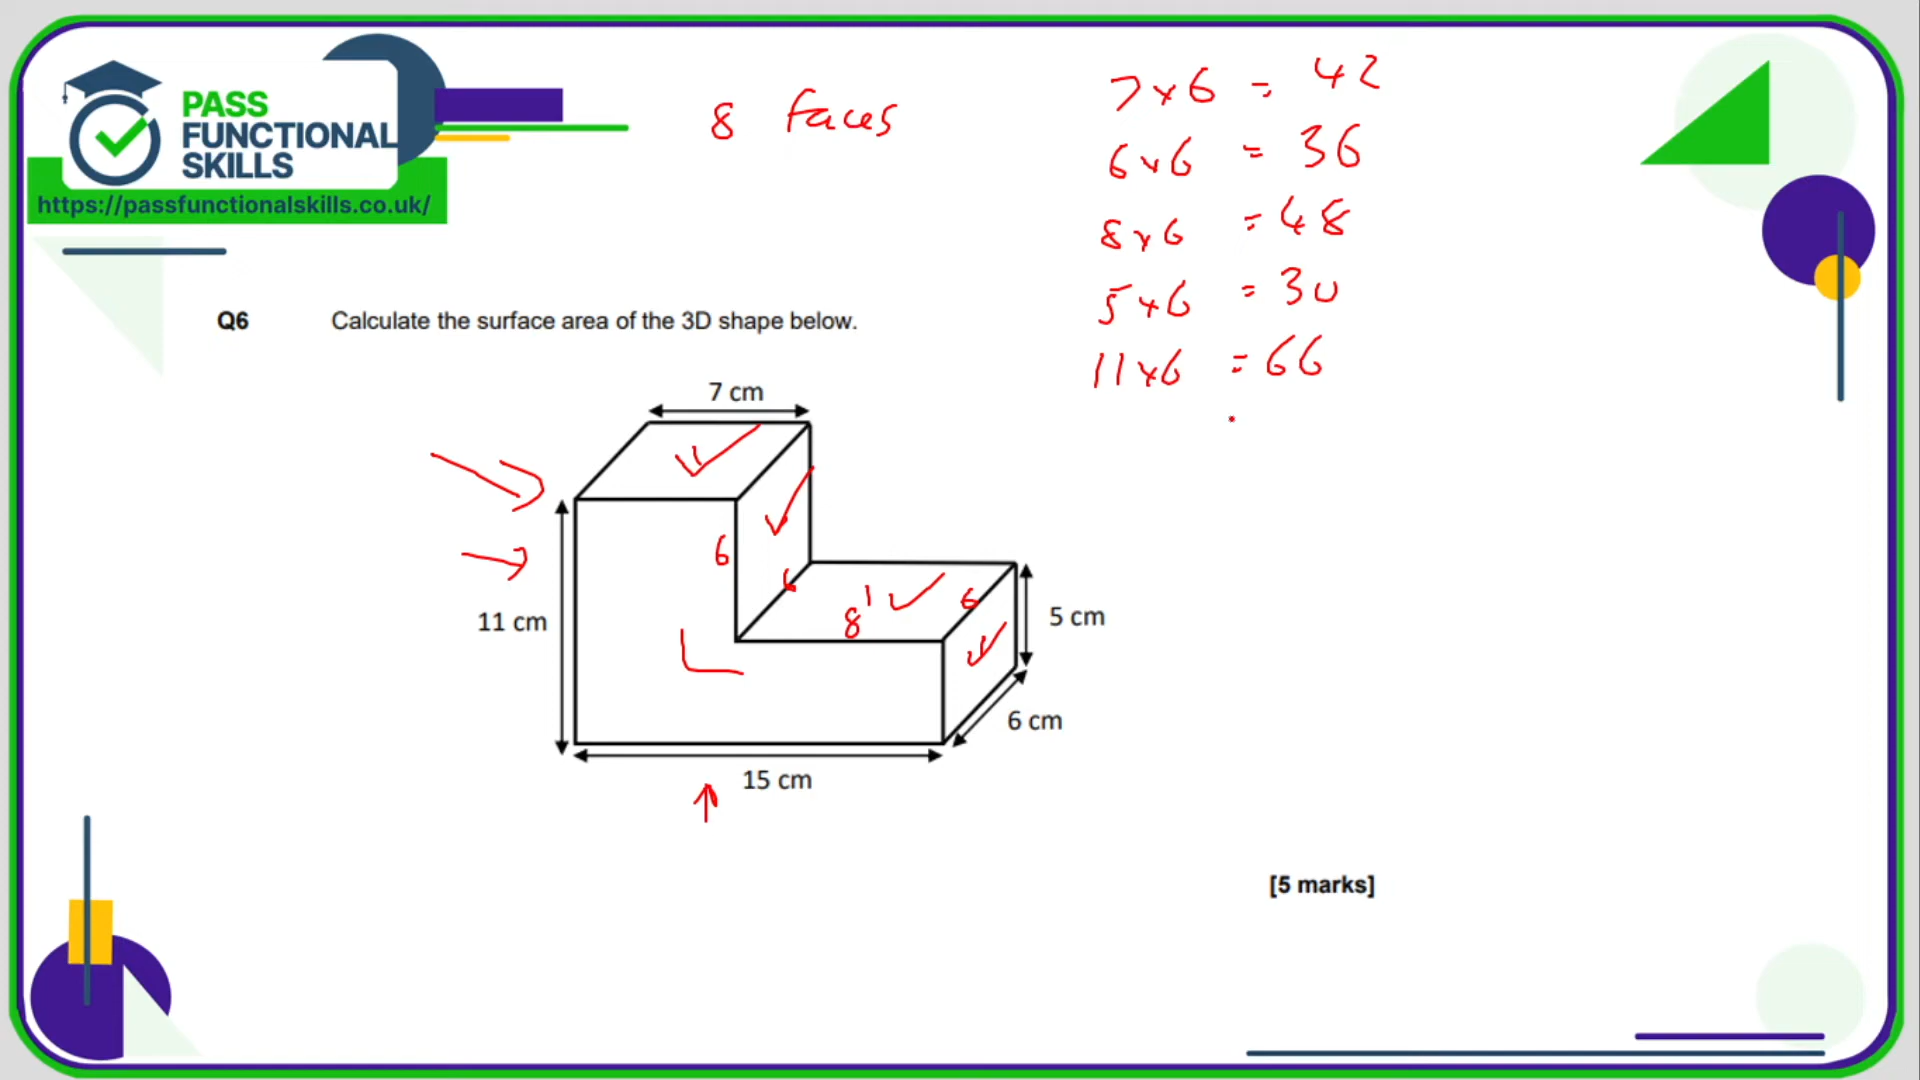 PASS
FUNCTIONAL
SKILLS
https://passfunctionalskills.co.uk/
8 faces
7 x 6 = 42
6 x 6 = 36
8 x 6 = 48
5 x 6 = 30
11 x 6 = 66
Q6 Calculate the surface area of the 3D shape below.
7 cm
6
6
8
6
11 cm
5 cm
6 cm
15 cm
[5 marks]